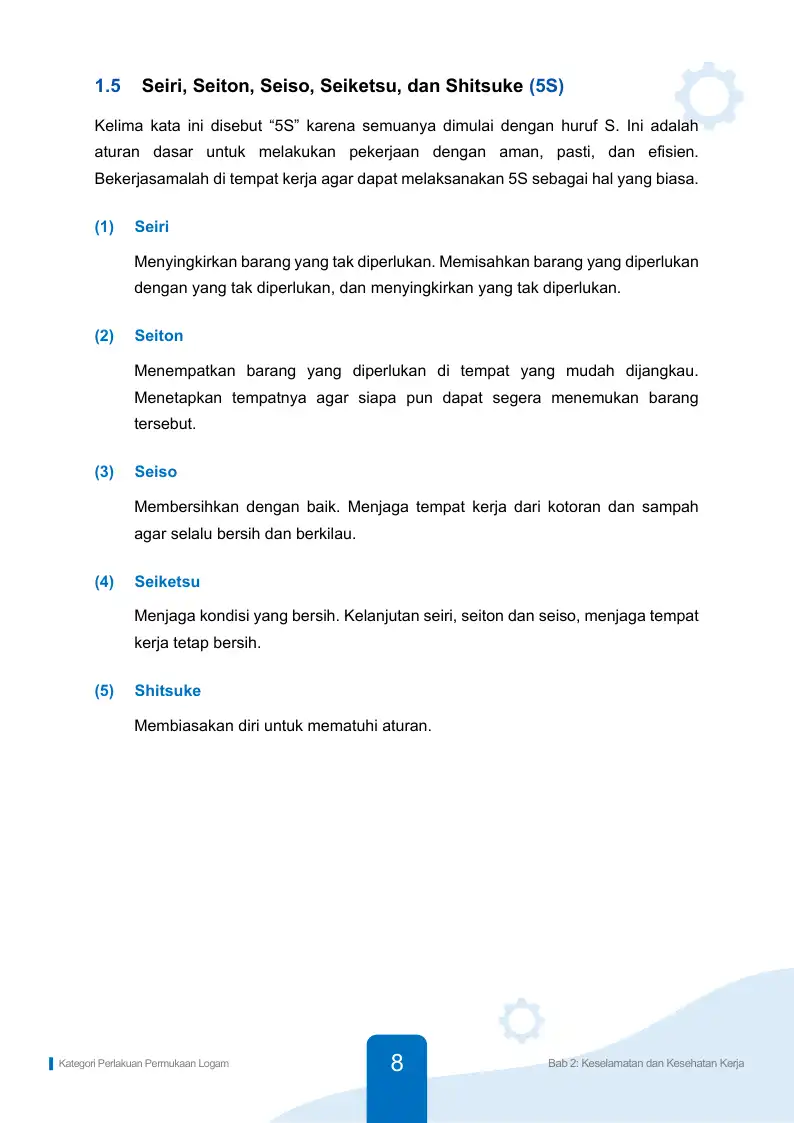 1.5 Seiri, Seiton, Seiso, Seiketsu, dan Shitsuke (5S)
Kelima kata ini disebut “5S” karena semuanya dimulai dengan huruf S. Ini adalah
aturan dasar untuk melakukan pekerjaan dengan aman, pasti, dan efisien.
Bekerjasamalah di tempat kerja agar dapat melaksanakan 5S sebagai hal yang biasa.
(1) Seiri
Menyingkirkan barang yang tak diperlukan. Memisahkan barang yang diperlukan
dengan yang tak diperlukan, dan menyingkirkan yang tak diperlukan.
(2) Seiton
Menempatkan barang yang diperlukan di tempat yang mudah dijangkau.
Menetapkan tempatnya agar siapa pun dapat segera menemukan barang
tersebut.
(3) Seiso
Membersihkan dengan baik. Menjaga tempat kerja dari kotoran dan sampah
agar selalu bersih dan berkilau.
(4) Seiketsu
Menjaga kondisi yang bersih. Kelanjutan seiri, seiton dan seiso, menjaga tempat
kerja tetap bersih.
(5) Shitsuke
Membiasakan diri untuk mematuhi aturan.
Kategori Perlakuan Permukaan Logam
8
Bab 2: Keselamatan dan Kesehatan Kerja